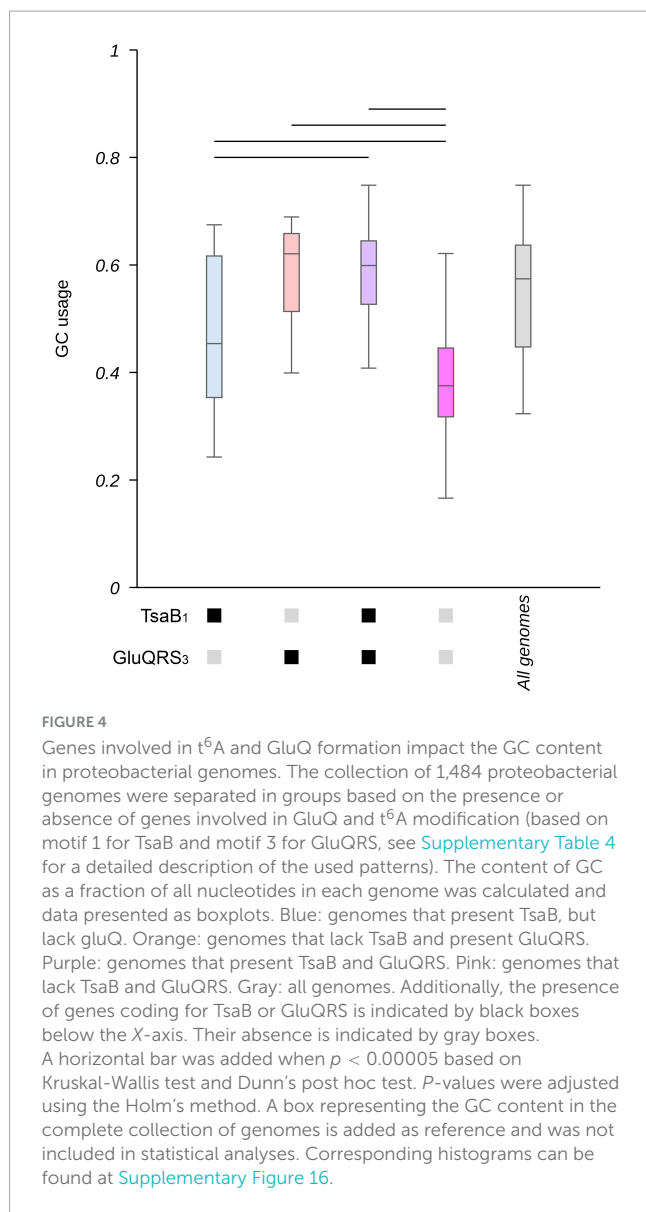 1
0.8
0.6
0.4
0.2
0
GC usage
TsaB1
GluQRS3
All genomes
FIGURE 4
Genes involved in t⁶A and GluQ formation impact the GC content
in proteobacterial genomes. The collection of 1,484 proteobacterial
genomes were separated in groups based on the presence or
absence of genes involved in GluQ and t⁶A modification (based on
motif 1 for TsaB and motif 3 for GluQRS, see Supplementary Table 4
for a detailed description of the used patterns). The content of GC
as a fraction of all nucleotides in each genome was calculated and
data presented as boxplots. Blue: genomes that present TsaB, but
lack gluQ. Orange: genomes that lack TsaB and present GluQRS.
Purple: genomes that present TsaB and GluQRS. Pink: genomes that
lack TsaB and GluQRS. Gray: all genomes. Additionally, the presence
of genes coding for TsaB or GluQRS is indicated by black boxes
below the X-axis. Their absence is indicated by gray boxes.
A horizontal bar was added when p < 0.00005 based on
Kruskal-Wallis test and Dunn's post hoc test. P-values were adjusted
using the Holm's method. A box representing the GC content in the
complete collection of genomes is added as reference and was not
included in statistical analyses. Corresponding histograms can be
found at Supplementary Figure 16.